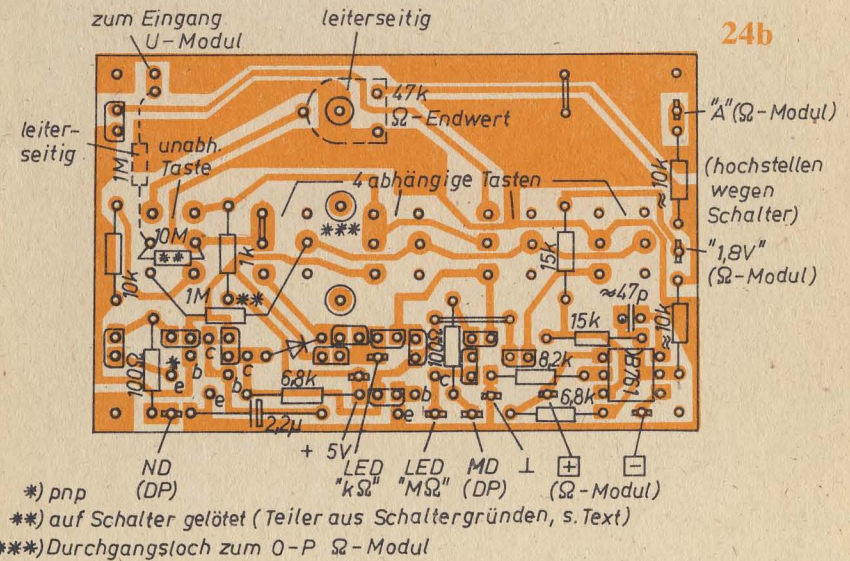 zum Eingang
U-Modul
leiterseitig
24b
47k
Ω-Endwert
"A"(Ω-Modul)
leiter-
seitig
1M
unabh.
Taste
4 abhängige Tasten
≈10k
(hochstellen
wegen
Schalter)
***
10M
**
1k
15k
"1,8V"
(Ω-Modul)
10k
1M
**
≈47p
15k
≈10k
100Ω
*
c
c
c
e
b
b
e
6,8k
2,2µ
100Ω
c
b
e
8,2k
6,8k
+ 5V
ND
(DP)
LED
"kΩ"
LED
"MΩ"
MD
(DP)
⊥
+
-
(Ω-Modul)
*) pnp
**) auf Schalter gelötet (Teiler aus Schaltergründen, s. Text)
***) Durchgangsloch zum 0-P Ω-Modul